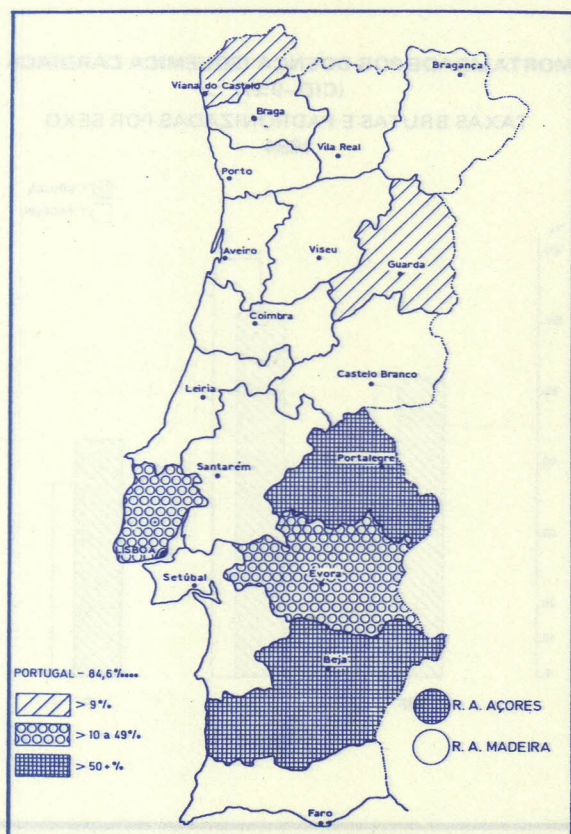 Viana do Castelo
Bragança
Braga
Vila Real
Porto
Aveiro
Viseu
Guarda
Coimbra
Castelo Branco
Leiria
Portalegre
Santarém
LISBOA
Évora
Setúbal
Beja
PORTUGAL - 84,6‰
> 9‰
> 10 a 49‰
> 50 + ‰
R. A. AÇORES
R. A. MADEIRA
Faro